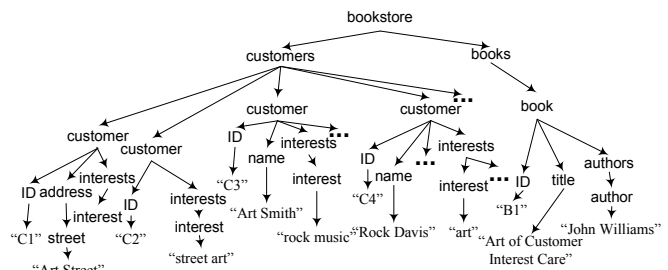 bookstore
customers
books
customer
customer
book
customer
customer
ID
interests
ID
interests
authors
name
ID address
interests
interests
name
interest
interest
ID
title
author
interest
ID
interest
street
"C3"
"Art Smith"
"C4"
"B1"
"C1"
"C2"
"street art"
"rock music"
"Rock Davis"
"art"
"Art of Customer
Interest Care"
"John Williams"
"Art Street"